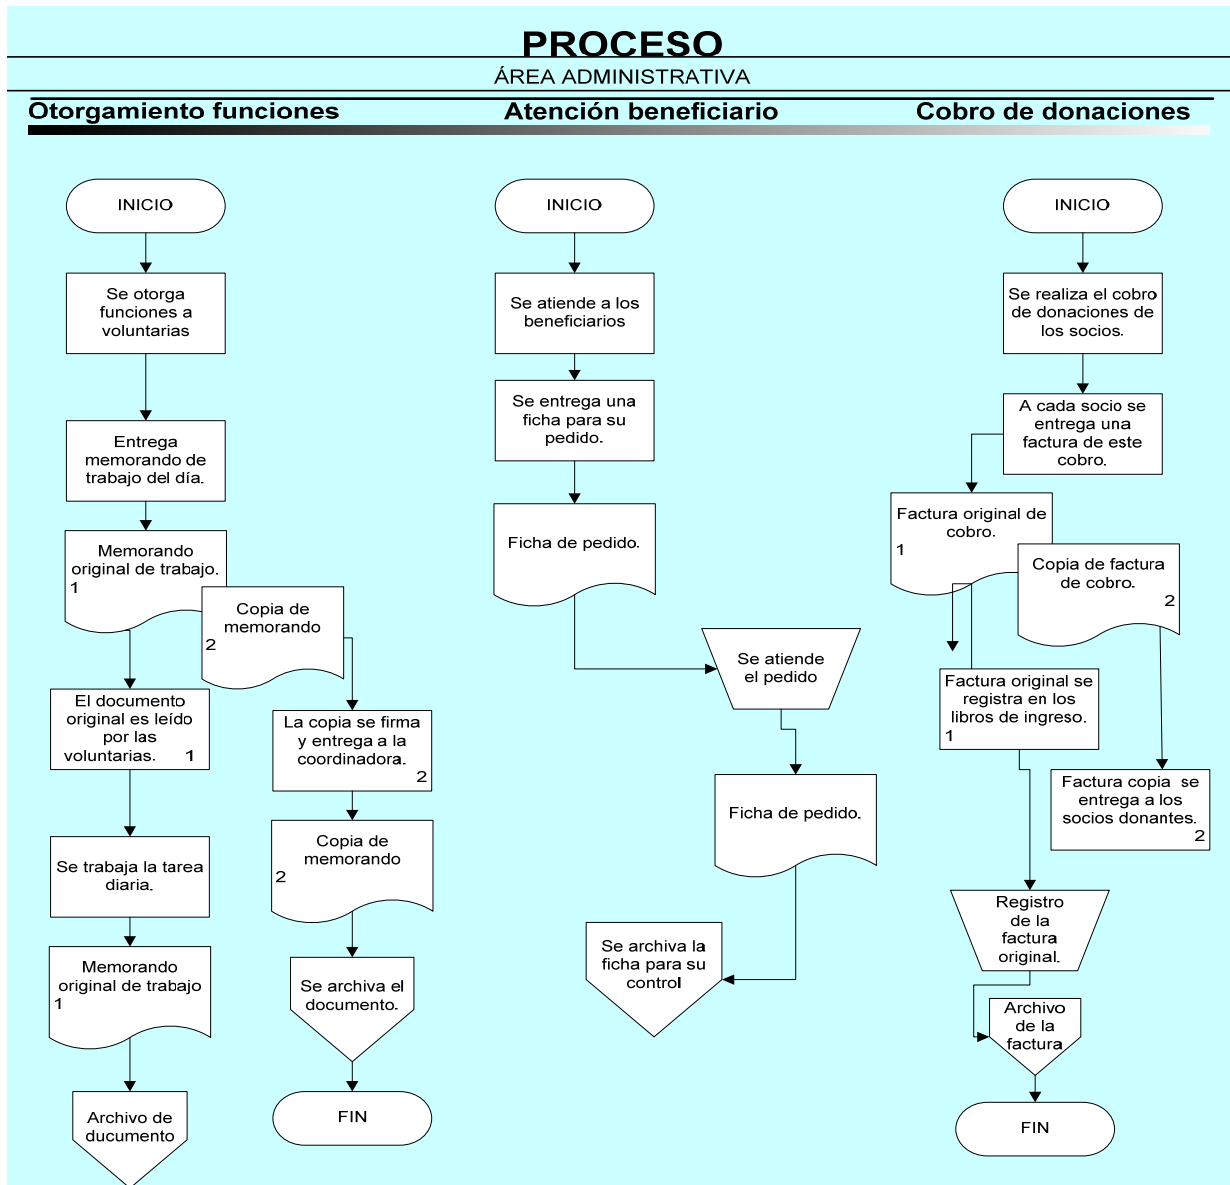 PROCESO
ÁREA ADMINISTRATIVA
Otorgamiento funciones
Atención beneficiario
Cobro de donaciones
INICIO
Se otorga
funciones a
voluntarias
Entrega
memorando de
trabajo del día.
Memorando
original de trabajo.
1
Copia de
memorando
2
El documento
original es leído
por las
voluntarias. 1
La copia se firma
y entrega a la
coordinadora.
2
Se trabaja la tarea
diaria.
Copia de
memorando
2
Memorando
original de trabajo
1
Se archiva el
documento.
Archivo de
ducumento
FIN
INICIO
Se atiende a los
beneficiarios
Se entrega una
ficha para su
pedido.
Ficha de pedido.
Se atiende
el pedido
Ficha de pedido.
Se archiva la
ficha para su
control
INICIO
Se realiza el cobro
de donaciones de
los socios.
A cada socio se
entrega una
factura de este
cobro.
Factura original de
cobro.
1
Copia de factura
de cobro.
2
Factura original se
registra en los
libros de ingreso.
1
Factura copia se
entrega a los
socios donantes.
2
Registro
de la
factura
original.
Archivo
de la
factura
FIN